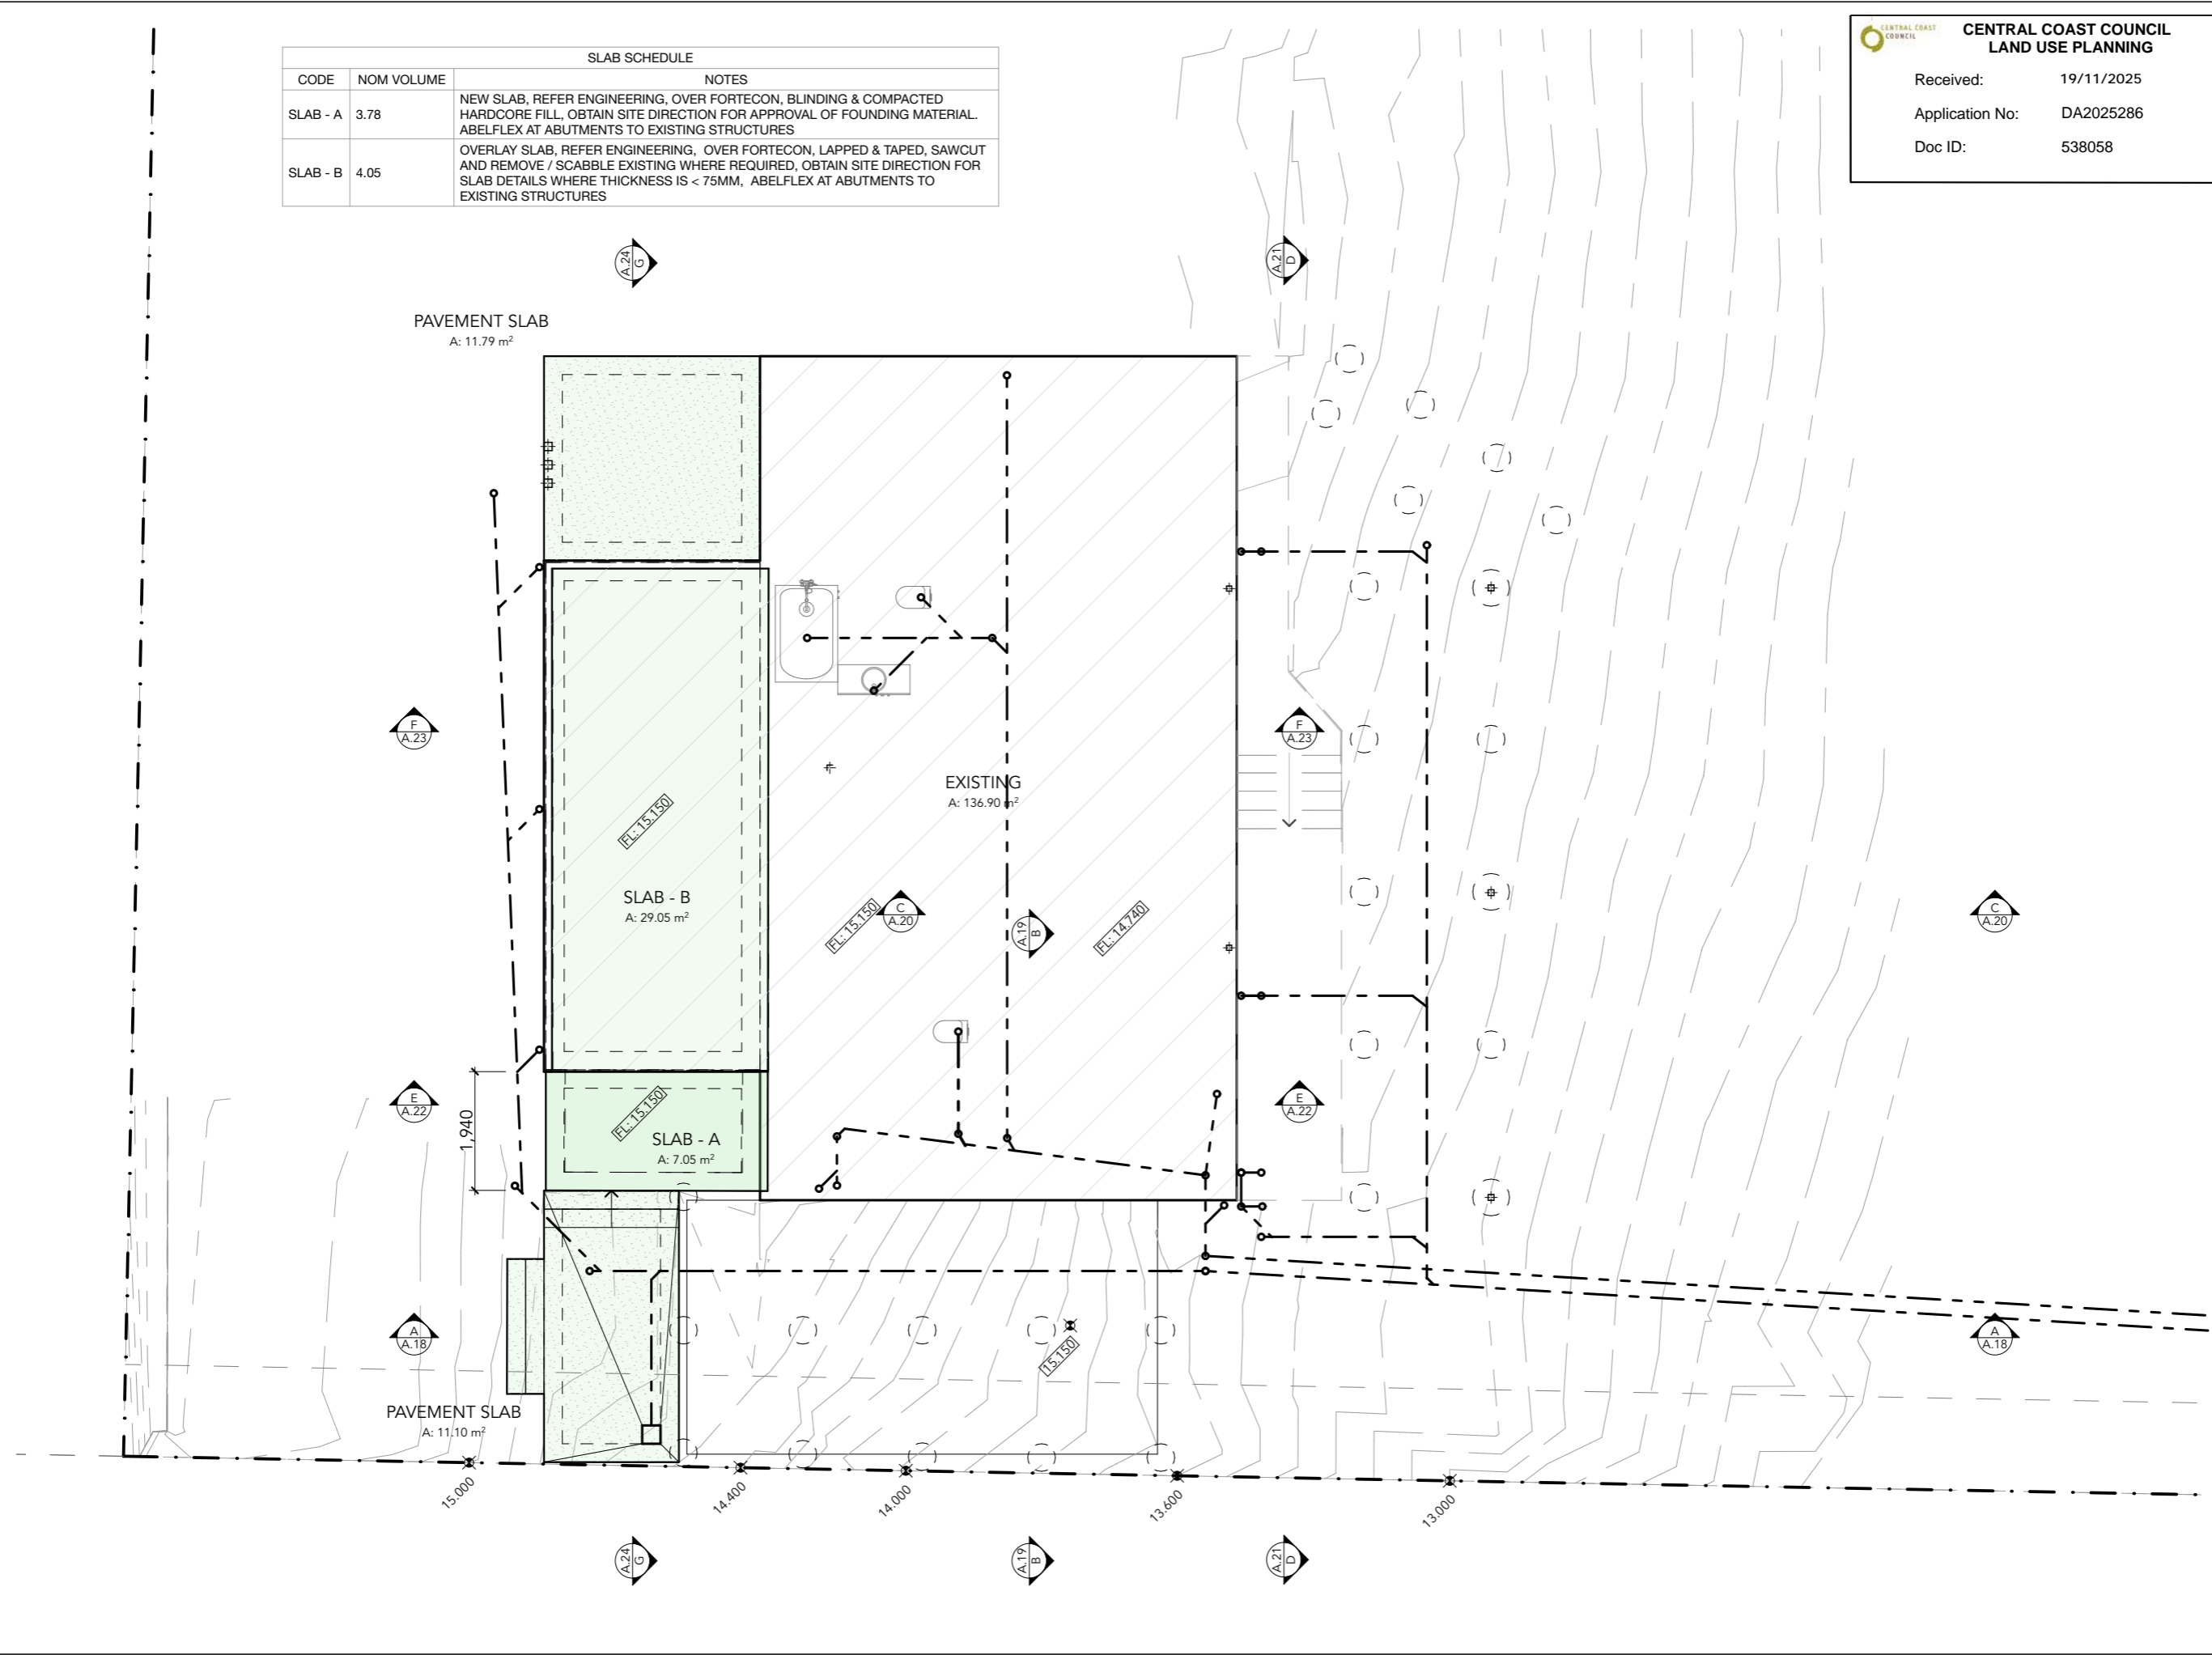 SLAB SCHEDULE
CODE NOM VOLUME NOTES
SLAB - A 3.78 NEW SLAB, REFER ENGINEERING, OVER FORTECON, BLINDING & COMPACTED
HARDCORE FILL, OBTAIN SITE DIRECTION FOR APPROVAL OF FOUNDING MATERIAL.
ABELFLEX AT ABUTMENTS TO EXISTING STRUCTURES
SLAB - B 4.05 OVERLAY SLAB, REFER ENGINEERING, OVER FORTECON, LAPPED & TAPED, SAWCUT
AND REMOVE / SCABBLE EXISTING WHERE REQUIRED, OBTAIN SITE DIRECTION FOR
SLAB DETAILS WHERE THICKNESS IS < 75MM, ABELFLEX AT ABUTMENTS TO
EXISTING STRUCTURES
CENTRAL COAST
COUNCIL
CENTRAL COAST COUNCIL
LAND USE PLANNING
Received: 19/11/2025
Application No: DA2025286
Doc ID: 538058
A.24
G
A.21
D
PAVEMENT SLAB
A: 11.79 m²
F
A.23
F
A.23
EXISTING
A: 136.90 m²
FL: 15.150
SLAB - B
A: 29.05 m²
FL: 15.150
C
A.20
A.19
B
FL: 14.740
C
A.20
E
A.22
1,940
FL: 15.150
SLAB - A
A: 7.05 m²
E
A.22
A
A.18
15.150
A
A.18
PAVEMENT SLAB
A: 11.10 m²
15.000
14.400
14.000
13.600
13.000
A.24
G
A.19
B
A.21
D